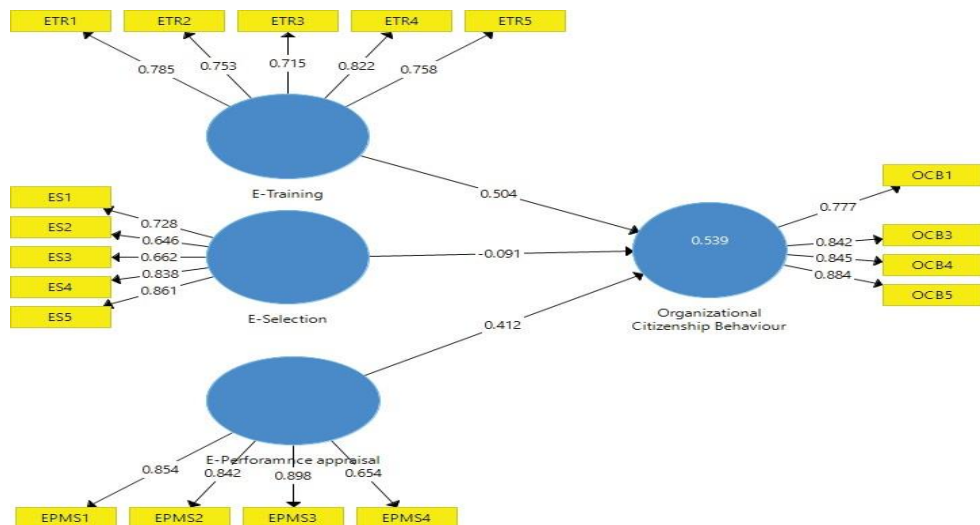 ETR1 ETR2 ETR3 ETR4 ETR5
0.785 0.753 0.715 0.822 0.758
E-Training
0.504
ES1
ES2
ES3
ES4
ES5
0.728
0.646
0.662
0.838
0.861
E-Selection
-0.091
0.539
Organizational
Citizenship Behaviour
OCB1
OCB3
OCB4
OCB5
0.777
0.842
0.845
0.884
0.412
E-Perforamnce appraisal
0.854 0.842 0.898 0.654
EPMS1 EPMS2 EPMS3 EPMS4